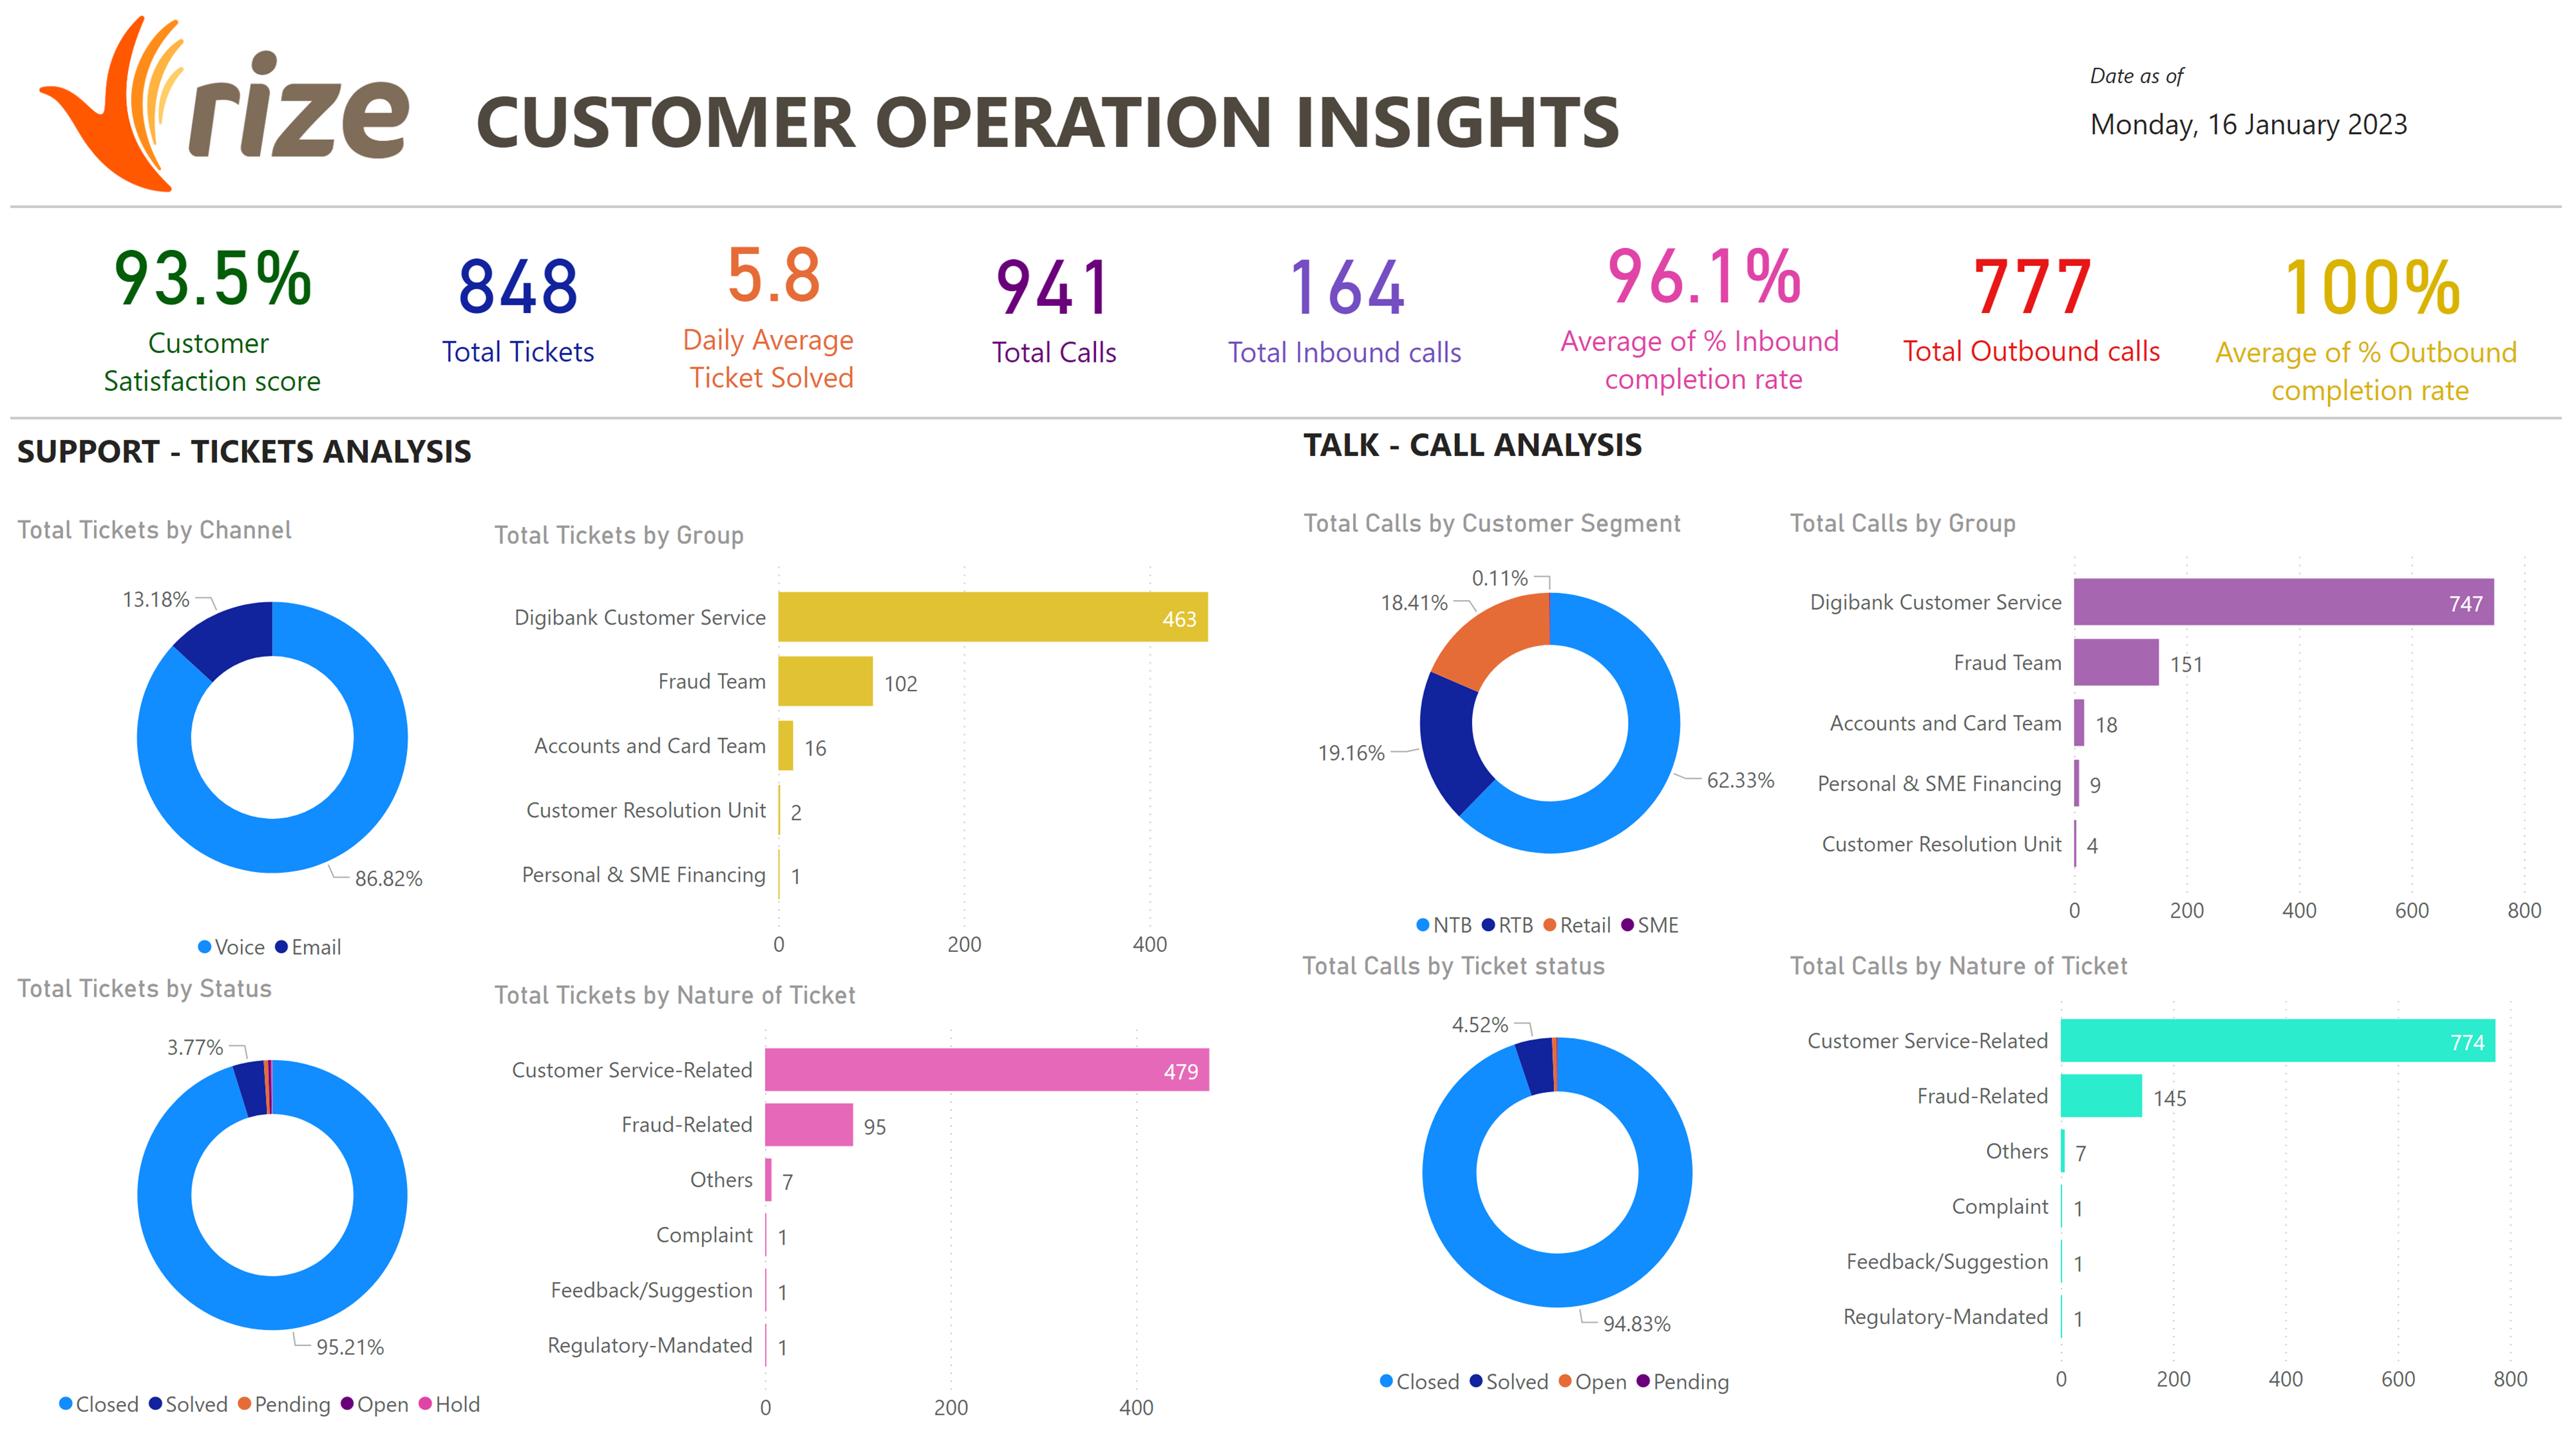 rize
CUSTOMER OPERATION INSIGHTS
Date as of
Monday, 16 January 2023
93.5%
Customer
Satisfaction score
848
Total Tickets
5.8
Daily Average
Ticket Solved
941
Total Calls
164
Total Inbound calls
96.1%
Average of % Inbound
completion rate
777
Total Outbound calls
100%
Average of % Outbound
completion rate
SUPPORT - TICKETS ANALYSIS
Total Tickets by Channel
13.18%
86.82%
Voice Email
Total Tickets by Group
Digibank Customer Service 463
Fraud Team 102
Accounts and Card Team 16
Customer Resolution Unit 2
Personal & SME Financing 1
0 200 400
Total Tickets by Status
3.77%
95.21%
Closed Solved Pending Open Hold
Total Tickets by Nature of Ticket
Customer Service-Related 479
Fraud-Related 95
Others 7
Complaint 1
Feedback/Suggestion 1
Regulatory-Mandated 1
0 200 400
TALK - CALL ANALYSIS
Total Calls by Customer Segment
0.11%
18.41%
19.16%
62.33%
NTB RTB Retail SME
Total Calls by Group
Digibank Customer Service 747
Fraud Team 151
Accounts and Card Team 18
Personal & SME Financing 9
Customer Resolution Unit 4
0 200 400 600 800
Total Calls by Ticket status
4.52%
94.83%
Closed Solved Open Pending
Total Calls by Nature of Ticket
Customer Service-Related 774
Fraud-Related 145
Others 7
Complaint 1
Feedback/Suggestion 1
Regulatory-Mandated 1
0 200 400 600 800